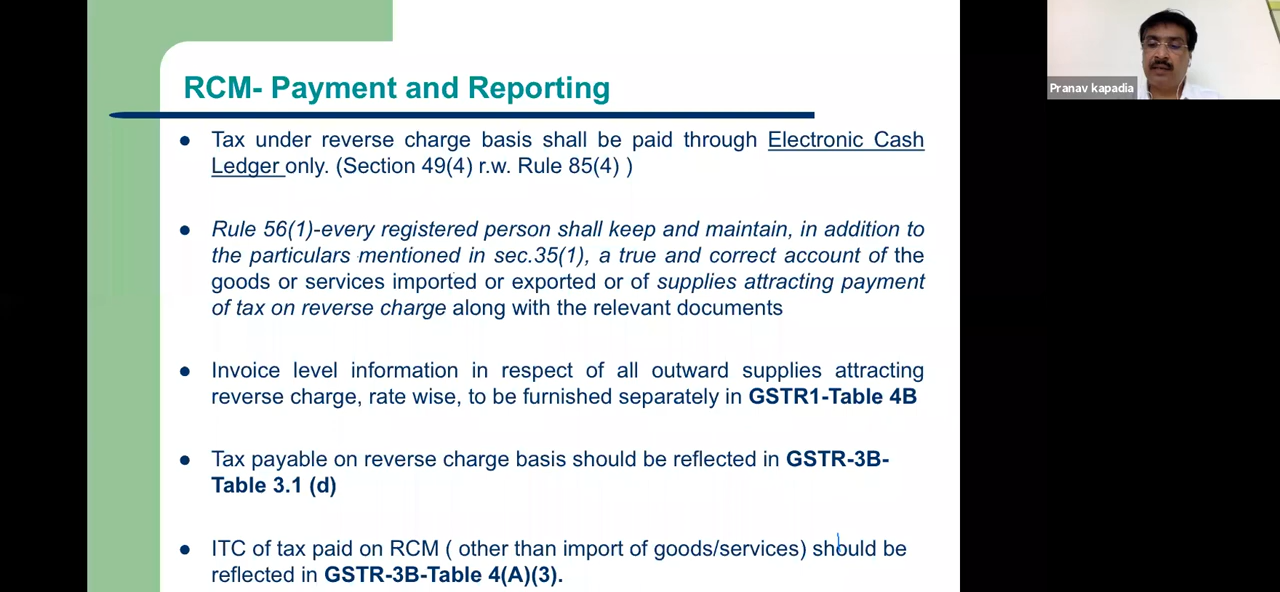 RCM- Payment and Reporting
Pranav kapadia
● Tax under reverse charge basis shall be paid through Electronic Cash
Ledger only. (Section 49(4) r.w. Rule 85(4) )
● Rule 56(1)-every registered person shall keep and maintain, in addition to
the particulars mentioned in sec.35(1), a true and correct account of the
goods or services imported or exported or of supplies attracting payment
of tax on reverse charge along with the relevant documents
● Invoice level information in respect of all outward supplies attracting
reverse charge, rate wise, to be furnished separately in GSTR1-Table 4B
● Tax payable on reverse charge basis should be reflected in GSTR-3B-
Table 3.1 (d)
● ITC of tax paid on RCM ( other than import of goods/services) should be
reflected in GSTR-3B-Table 4(A)(3).